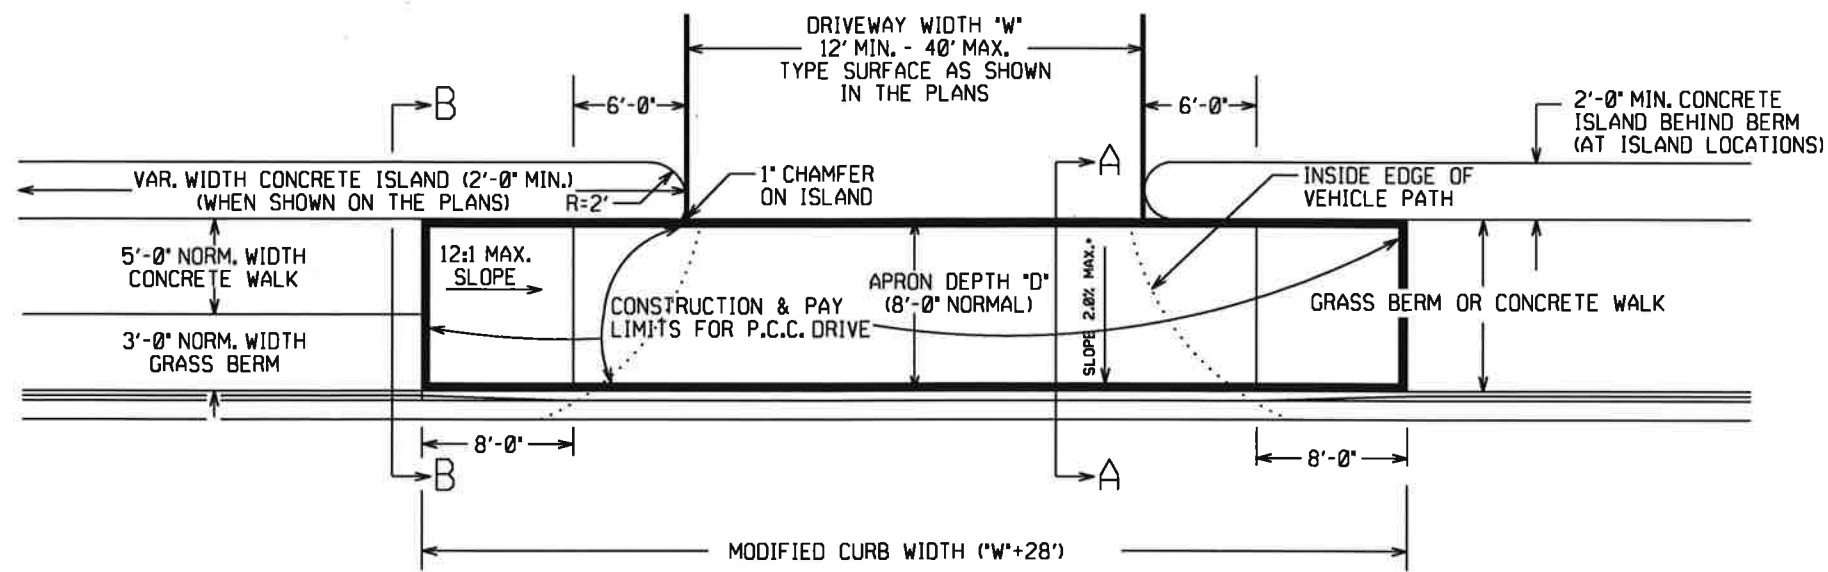 DRIVEWAY WIDTH "W"
12' MIN. - 40' MAX.
TYPE SURFACE AS SHOWN
IN THE PLANS
B
6'-0"
6'-0"
2'-0" MIN. CONCRETE
ISLAND BEHIND BERM
(AT ISLAND LOCATIONS)
A
VAR. WIDTH CONCRETE ISLAND (2'-0" MIN.)
(WHEN SHOWN ON THE PLANS)
R=2'
1" CHAMFER
ON ISLAND
INSIDE EDGE OF
VEHICLE PATH
5'-0" NORM. WIDTH
CONCRETE WALK
12:1 MAX.
SLOPE
CONSTRUCTION & PAY
LIMITS FOR P.C.C. DRIVE
APRON DEPTH "D"
(8'-0" NORMAL)
SLOPE 2.0% MAX.*
GRASS BERM OR CONCRETE WALK
3'-0" NORM. WIDTH
GRASS BERM
8'-0"
8'-0"
B
A
MODIFIED CURB WIDTH ("W"+28')